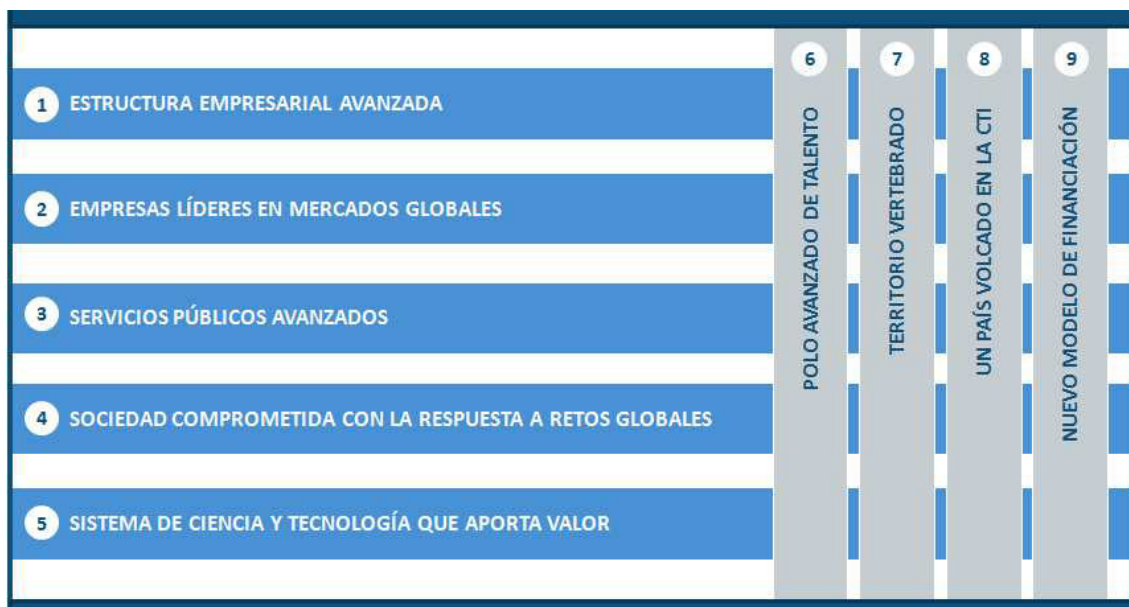 1 ESTRUCTURA EMPRESARIAL AVANZADA
2 EMPRESAS LÍDERES EN MERCADOS GLOBALES
3 SERVICIOS PÚBLICOS AVANZADOS
4 SOCIEDAD COMPROMETIDA CON LA RESPUESTA A RETOS GLOBALES
5 SISTEMA DE CIENCIA Y TECNOLOGÍA QUE APORTA VALOR
6 POLO AVANZADO DE TALENTO
7 TERRITORIO VERTEBRADO
8 UN PAÍS VOLCADO EN LA CTI
9 NUEVO MODELO DE FINANCIACIÓN